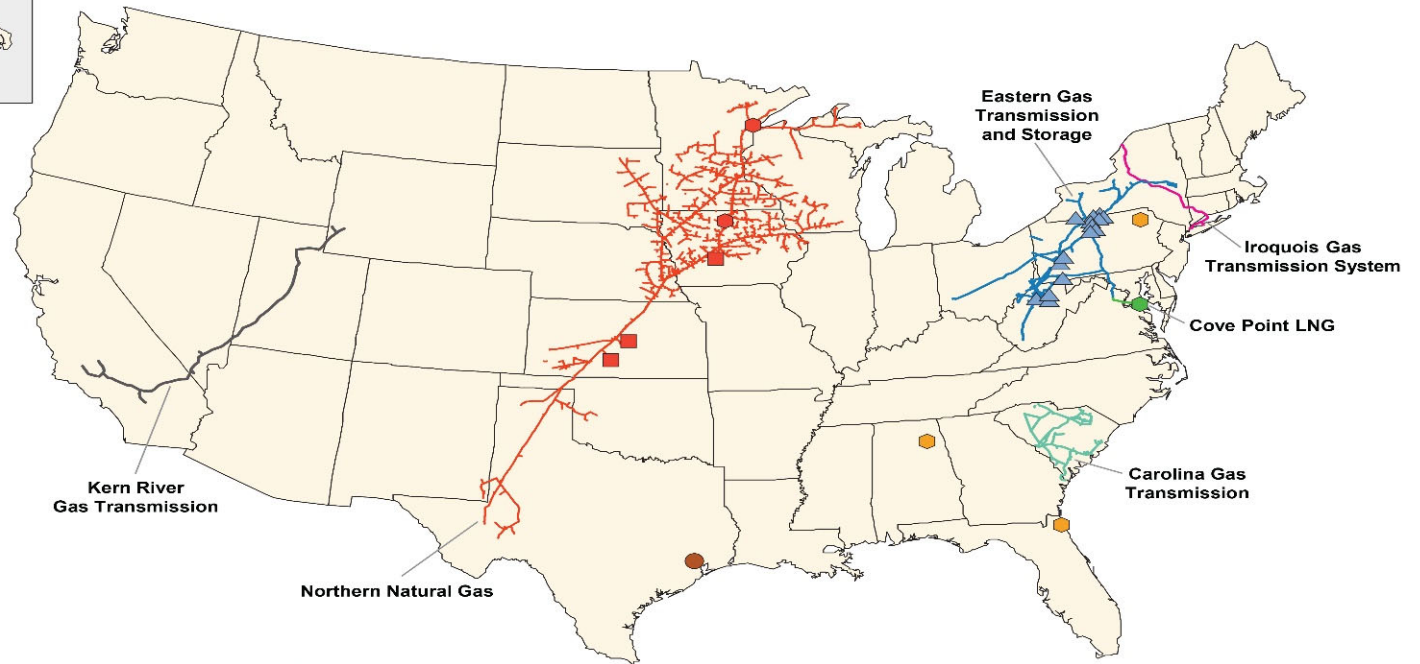 Eastern Gas
Transmission
and Storage
Iroquois Gas
Transmission System
Cove Point LNG
Carolina Gas
Transmission
Kern River
Gas Transmission
Northern Natural Gas